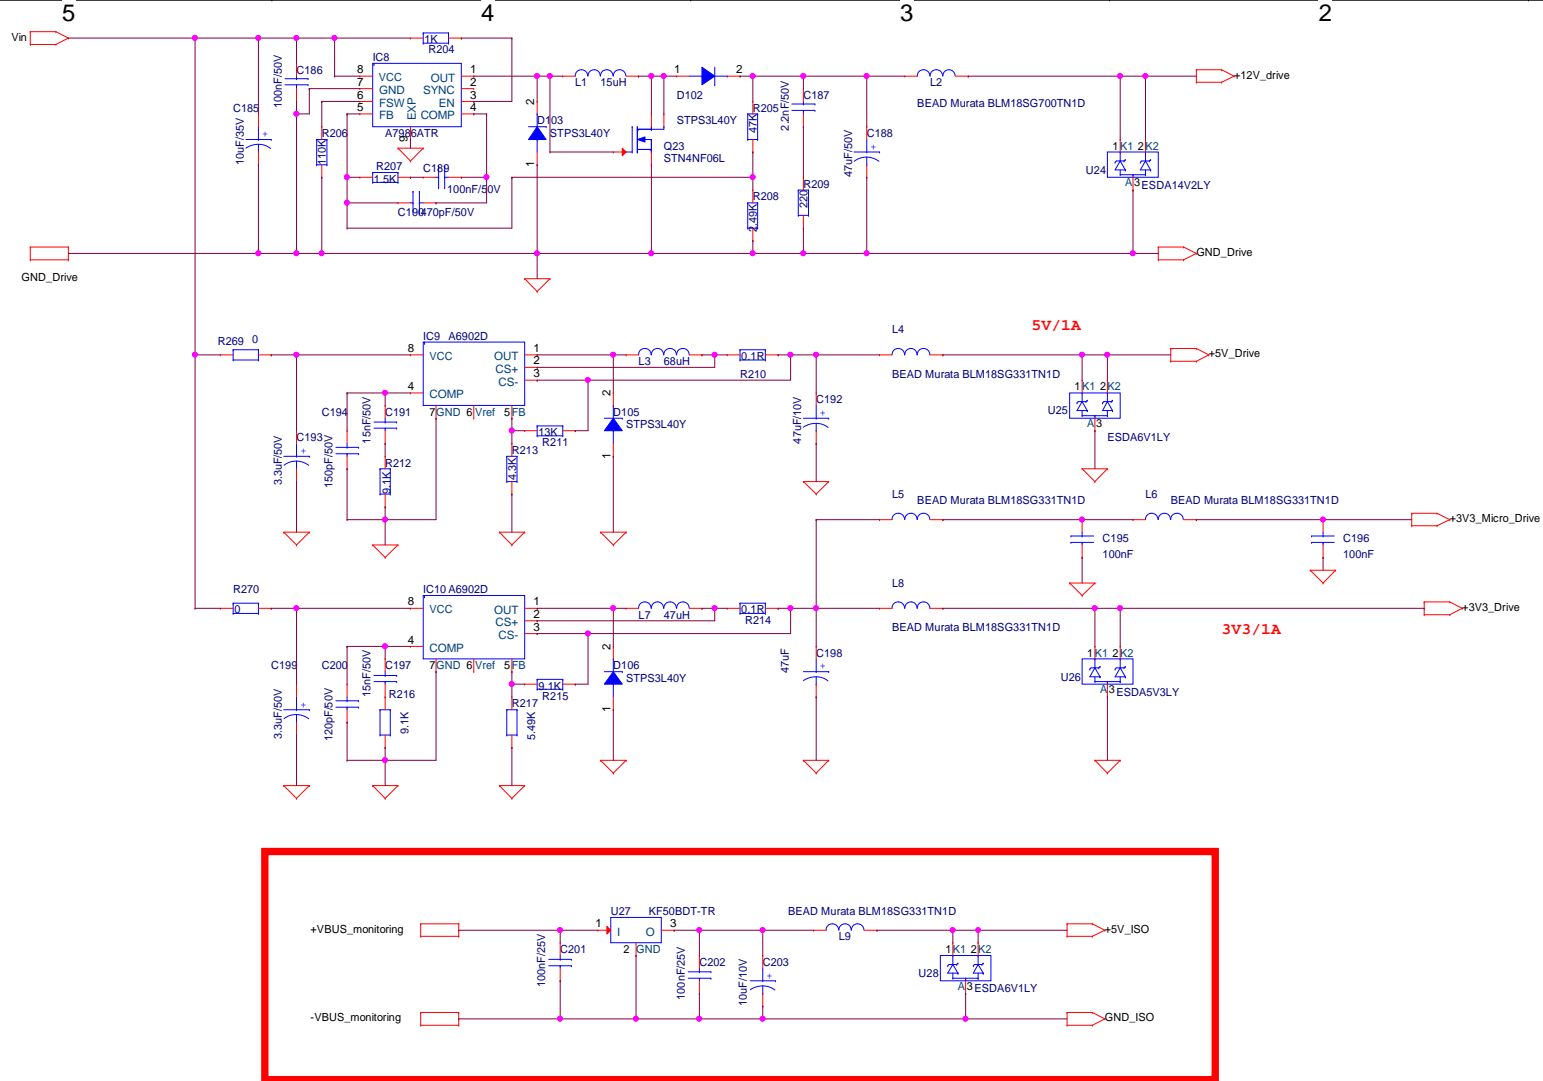 5 4 3 2
Vin
1K
R204
IC8
C186
100nF/50V
C185
10uF/35V
8 VCC OUT 1
7 GND SYNC 2
6 FSW EN 3
5 FB COMP 4
EXP
9
A7986ATR
R206
110K
R207
1.5K
C189
100nF/50V
C190
470pF/50V
L1 15uH
D103
STPS3L40Y
2
1
1 2
D102
STPS3L40Y
Q23
STN4NF06L
R205
47K
R208
2.49K
C187
2.2nF/50V
R209
220
C188
47uF/50V
L2
BEAD Murata BLM18SG700TN1D
+12V_drive
1 K1 2 K2
U24
A 3 ESDA14V2LY
GND_Drive
GND_Drive
R269 0
IC9 A6902D
8 VCC OUT 1
CS+ 2
CS- 3
4 COMP
7 GND 6 Vref 5 FB
C193
3.3uF/50V
C194
150pF/50V
C191
15nF/50V
R212
9.1K
R213
4.3K
13K
R211
L3 68uH
0.1R
R210
D105
STPS3L40Y
2
1
C192
47uF/10V
L4
BEAD Murata BLM18SG331TN1D
5V/1A
+5V_Drive
1 K1 2 K2
U25
A 3
ESDA6V1LY
L5 BEAD Murata BLM18SG331TN1D
L6 BEAD Murata BLM18SG331TN1D
+3V3_Micro_Drive
C195
100nF
C196
100nF
R270
0
IC10 A6902D
8 VCC OUT 1
CS+ 2
CS- 3
4 COMP
7 GND 6 Vref 5 FB
C199
3.3uF/50V
C200
120pF/50V
C197
15nF/50V
R216
9.1K
R217
5.49K
9.1K
R215
L7 47uH
0.1R
R214
D106
STPS3L40Y
2
1
C198
47uF
L8
BEAD Murata BLM18SG331TN1D
+3V3_Drive
3V3/1A
1 K1 2 K2
U26
A 3 ESDA5V3LY
+VBUS_monitoring
U27 KF50BDT-TR
1 I O 3
2 GND
C201
100nF/25V
C202
100nF/25V
C203
10uF/10V
BEAD Murata BLM18SG331TN1D
L9
+5V_ISO
1 K1 2 K2
U28
A 3 ESDA6V1LY
-VBUS_monitoring
GND_ISO